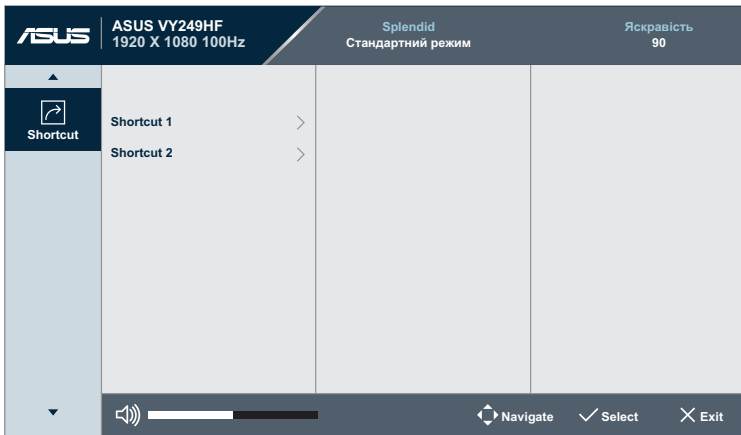 ASUS
ASUS VY249HF
1920 X 1080 100Hz
Splendid
Стандартний режим
Яскравість
90
Shortcut
Shortcut 1
Shortcut 2
Navigate
Select
Exit